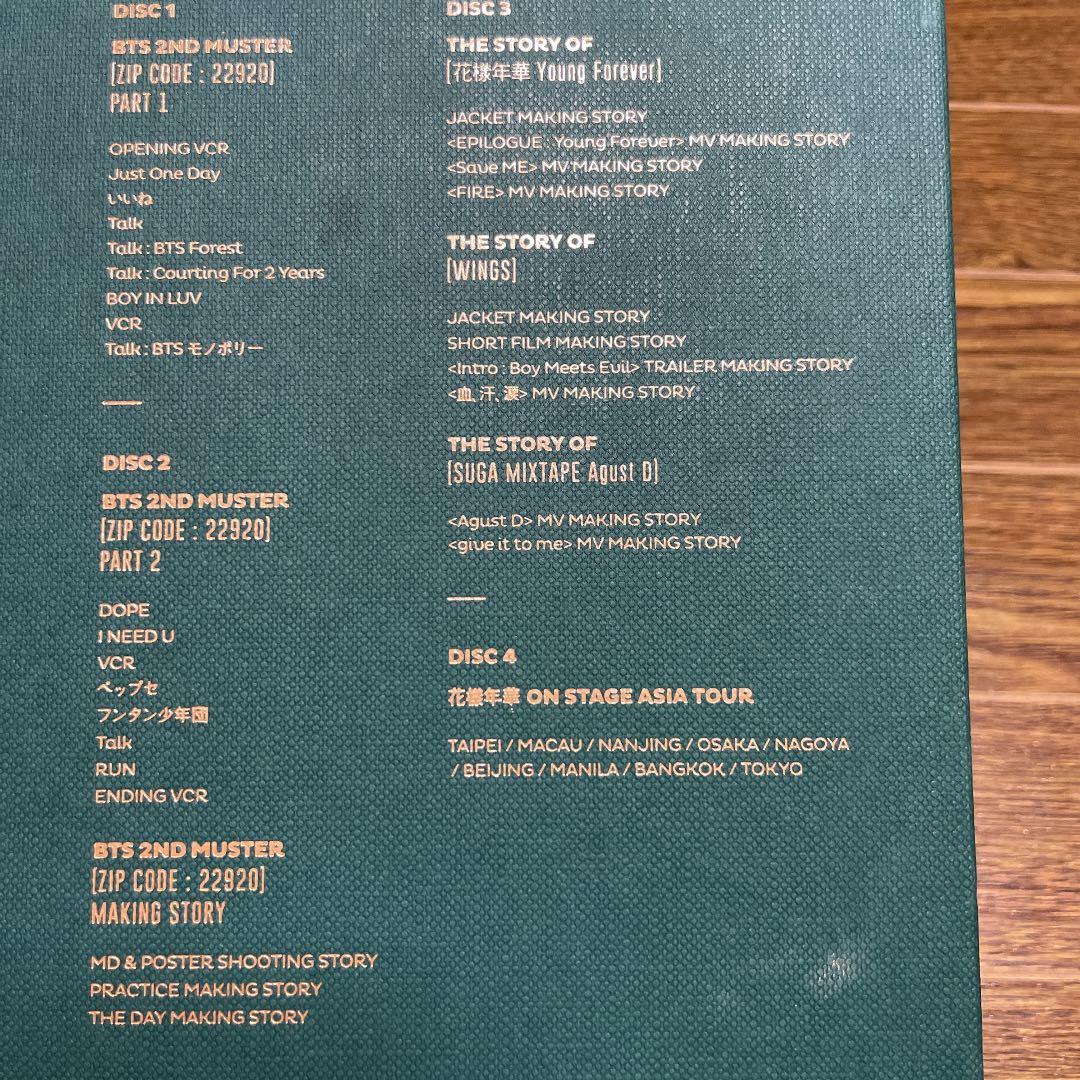 DISC 1
BTS 2ND MUSTER
[ZIP CODE : 22920]
PART 1
OPENING VCR
Just One Day
いいね
Talk
Talk : BTS Forest
Talk : Courting For 2 Years
BOY IN LUV
VCR
Talk : BTS モノポリー
DISC 2
BTS 2ND MUSTER
[ZIP CODE : 22920]
PART 2
DOPE
I NEED U
VCR
ペップセ
フンタン少年団
Talk
RUN
ENDING VCR
BTS 2ND MUSTER
[ZIP CODE : 22920]
MAKING STORY
MD & POSTER SHOOTING STORY
PRACTICE MAKING STORY
THE DAY MAKING STORY
DISC 3
THE STORY OF
[花樣年華 Young Forever]
JACKET MAKING STORY
<EPILOGUE : Young Forever> MV MAKING STORY
<Save ME> MV MAKING STORY
<FIRE> MV MAKING STORY
THE STORY OF
[WINGS]
JACKET MAKING STORY
SHORT FILM MAKING STORY
<Intro : Boy Meets Evil> TRAILER MAKING STORY
<血、汗、涙> MV MAKING STORY
THE STORY OF
[SUGA MIXTAPE Agust D]
<Agust D> MV MAKING STORY
<give it to me> MV MAKING STORY
DISC 4
花樣年華 ON STAGE ASIA TOUR
TAIPEI / MACAU / NANJING / OSAKA / NAGOYA
/ BEIJING / MANILA / BANGKOK / TOKYO